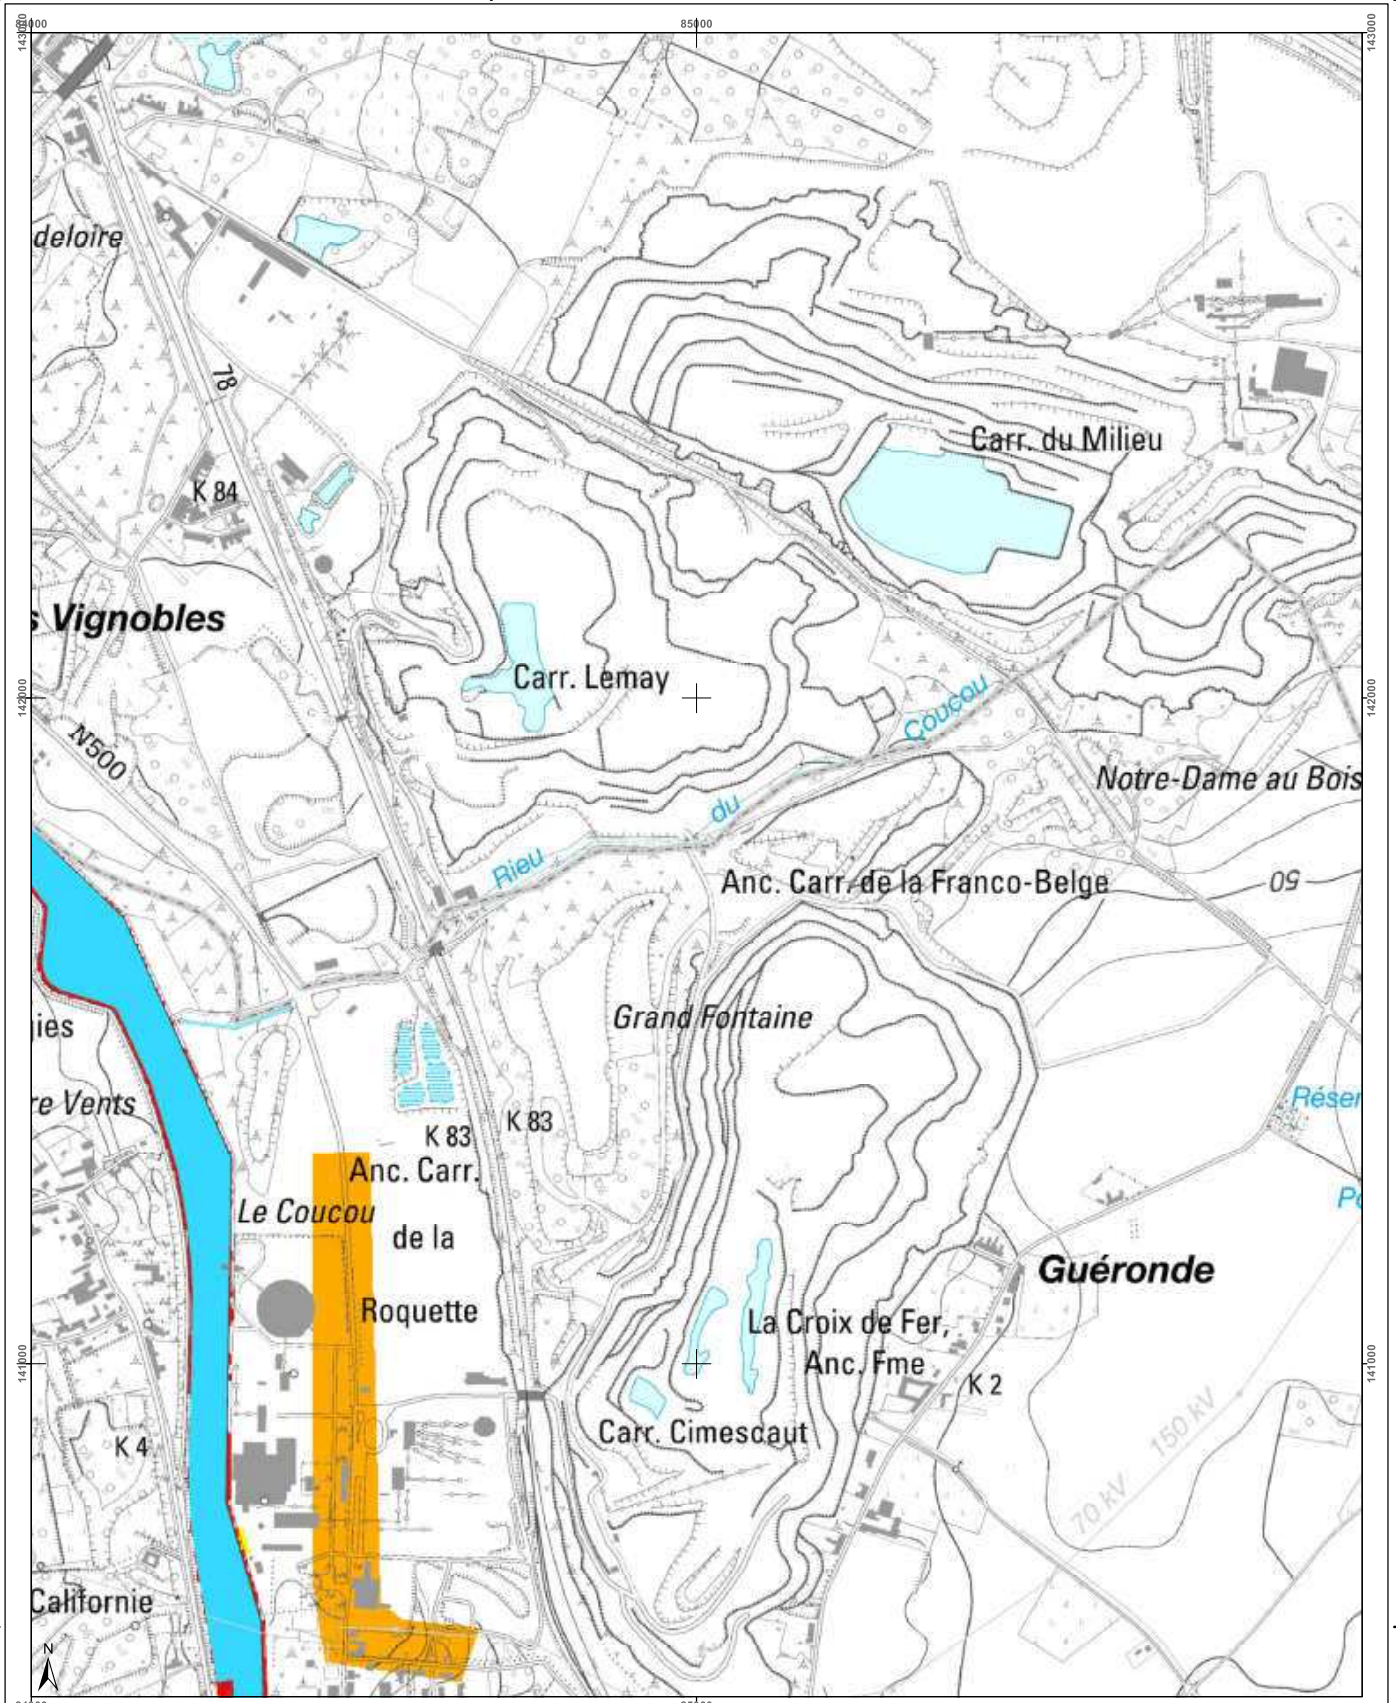 84000
85000
143000
143000
deloire
78
Carr. du Milieu
K 84
s Vignobles
Carr. Lemay
142000
142000
N500
Coucou
du
Rieu
Notre-Dame au Bois
Anc. Carr. de la Franco-Belge
50
Grand Fontaine
gies
re Vents
Réser
K 83
K 83
Anc. Carr.
Le Coucou
de la
Roquette
Guéronde
La Croix de Fer,
Anc. Fme
141000
141000
K 2
Carr. Cimescaut
K 4
150 kV
70 kV
Californie
N